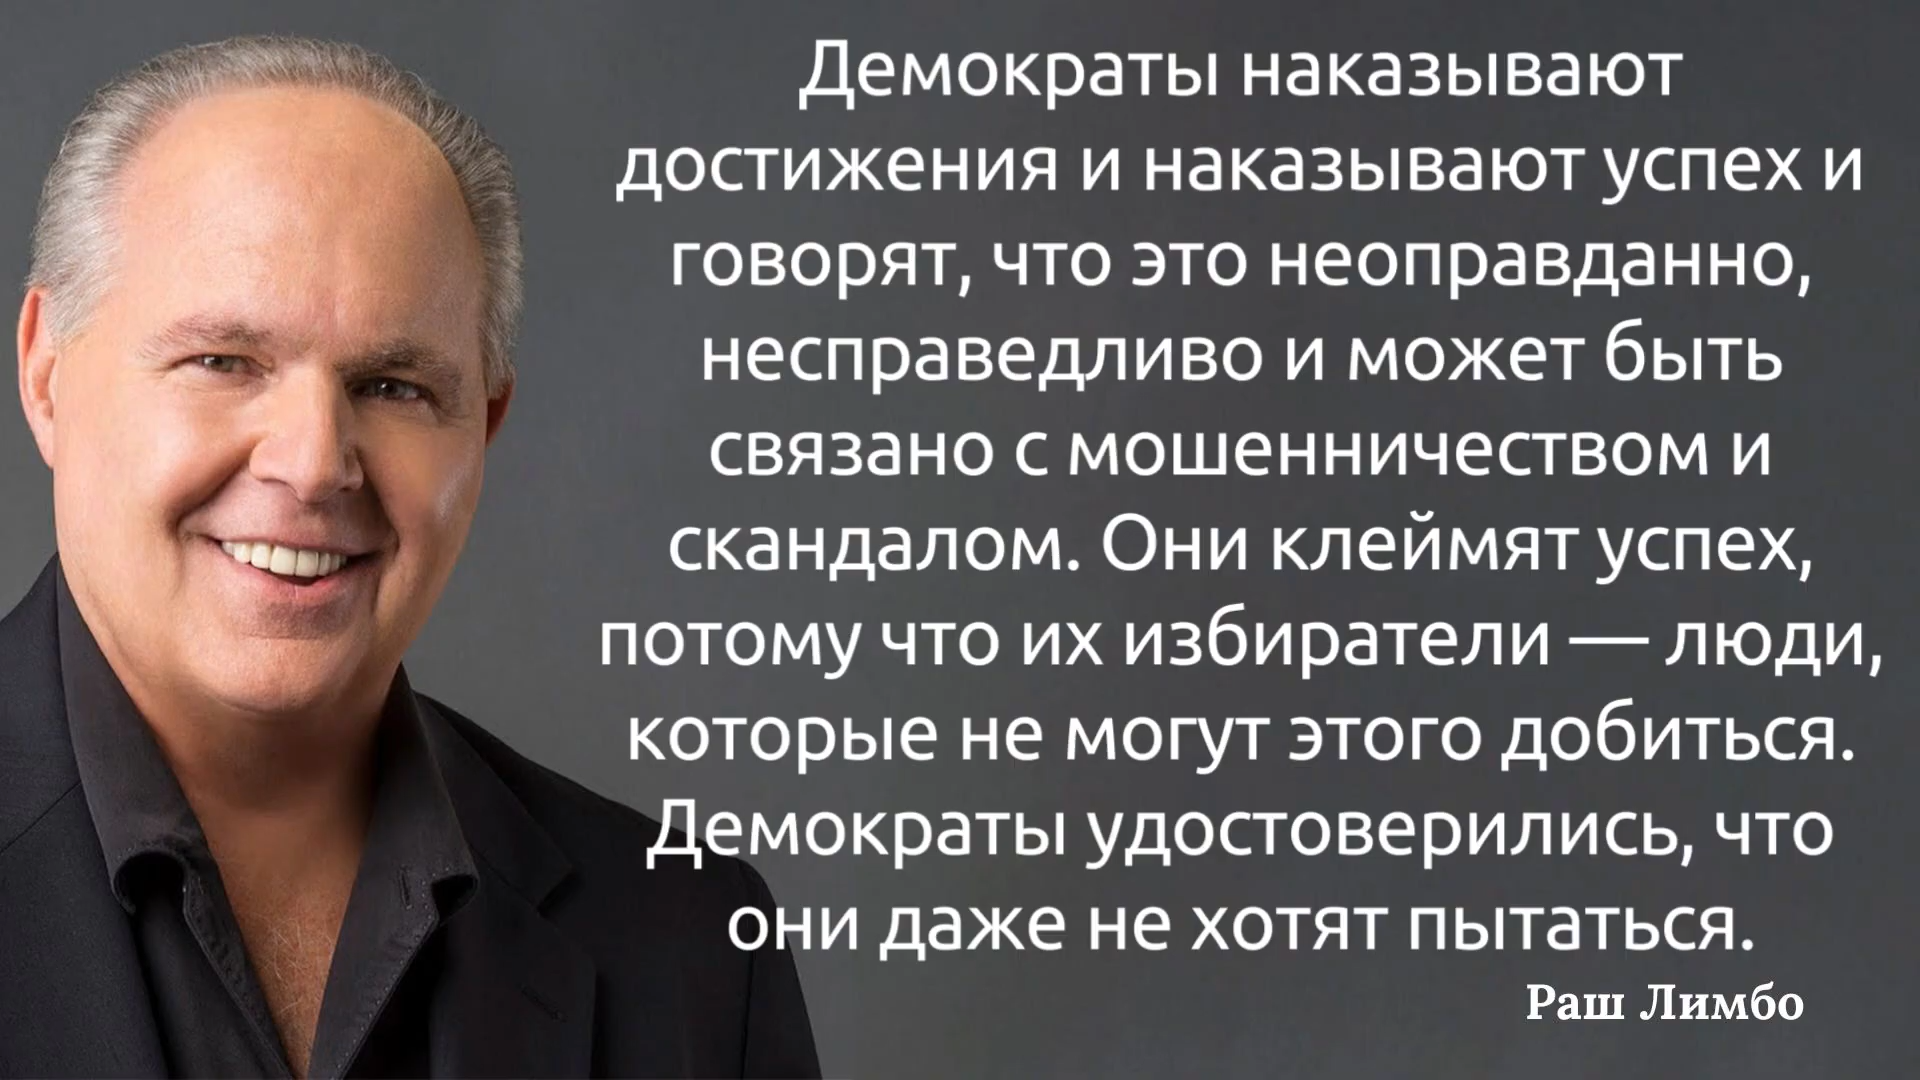 Демократы наказывают
достижения и наказывают успех и
говорят, что это неоправданно,
несправедливо и может быть
связано с мошенничеством и
скандалом. Они клеймят успех,
потому что их избиратели — люди,
которые не могут этого добиться.
Демократы удостоверились, что
они даже не хотят пытаться.
Раш Лимбо